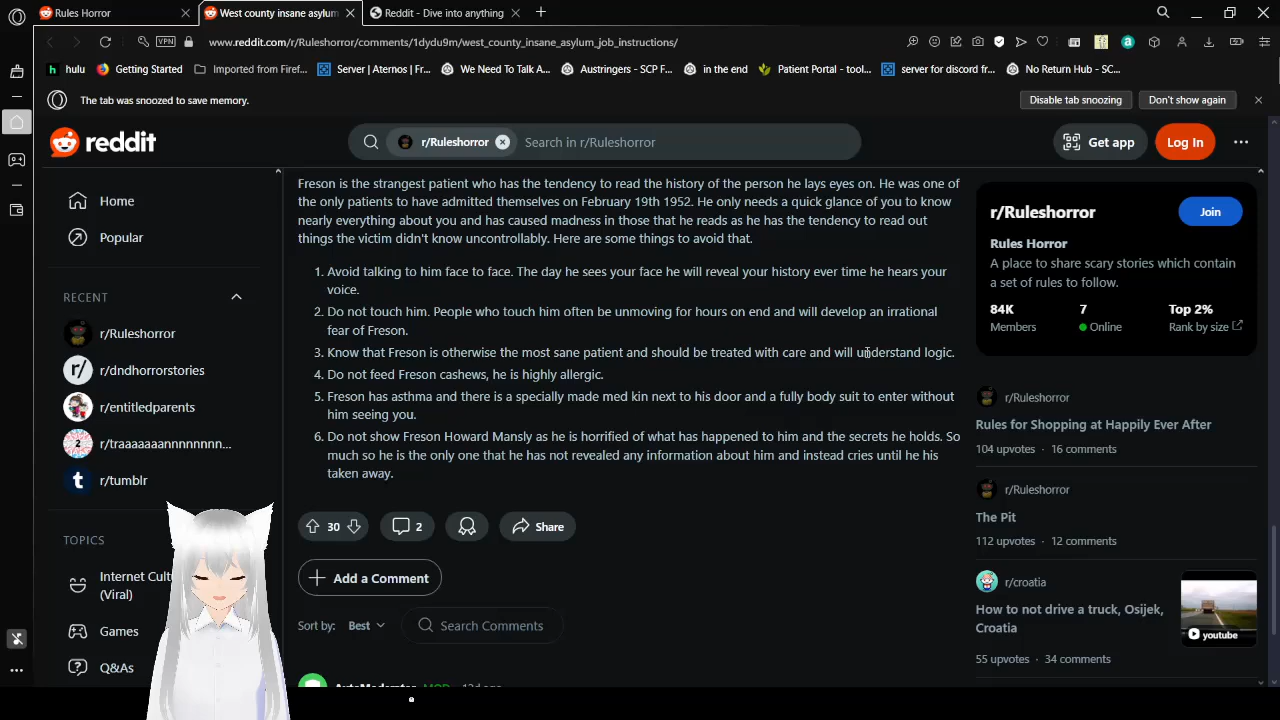 Rules Horror
West county insane asylum
Reddit - Dive into anything
VPN
www.reddit.com/r/Ruleshorror/comments/1dydu9m/west_county_insane_asylum_job_instructions/
hulu
Getting Started
Imported from Firef...
Server | Aternos | Fr...
We Need To Talk A...
Austringers - SCP F...
in the end
Patient Portal - tool...
server for discord fr...
No Return Hub - SC...
The tab was snoozed to save memory.
Disable tab snoozing
Don't show again
reddit
r/Ruleshorror
Search in r/Ruleshorror
Get app
Log In
Home
Popular
RECENT
r/Ruleshorror
r/dndhorrorstories
r/entitledparents
r/traaaaaaannnnnnnn...
r/tumblr
TOPICS
Internet Cult
(Viral)
Games
Q&As
Freson is the strangest patient who has the tendency to read the history of the person he lays eyes on. He was one of
the only patients to have admitted themselves on February 19th 1952. He only needs a quick glance of you to know
nearly everything about you and has caused madness in those that he reads as he has the tendency to read out
things the victim didn't know uncontrollably. Here are some things to avoid that.
1. Avoid talking to him face to face. The day he sees your face he will reveal your history ever time he hears your
voice.
2. Do not touch him. People who touch him often be unmoving for hours on end and will develop an irrational
fear of Freson.
3. Know that Freson is otherwise the most sane patient and should be treated with care and will understand logic.
4. Do not feed Freson cashews, he is highly allergic.
5. Freson has asthma and there is a specially made med kin next to his door and a fully body suit to enter without
him seeing you.
6. Do not show Freson Howard Mansly as he is horrified of what has happened to him and the secrets he holds. So
much so he is the only one that he has not revealed any information about him and instead cries until he his
taken away.
30
2
Share
Add a Comment
Sort by: Best
Search Comments
AutoModerator MOD · 12d ago
r/Ruleshorror
Join
Rules Horror
A place to share scary stories which contain
a set of rules to follow.
84K
7
Top 2%
Members
Online
Rank by size
r/Ruleshorror
Rules for Shopping at Happily Ever After
104 upvotes · 16 comments
r/Ruleshorror
The Pit
112 upvotes · 12 comments
r/croatia
How to not drive a truck, Osijek,
Croatia
youtube
55 upvotes · 34 comments